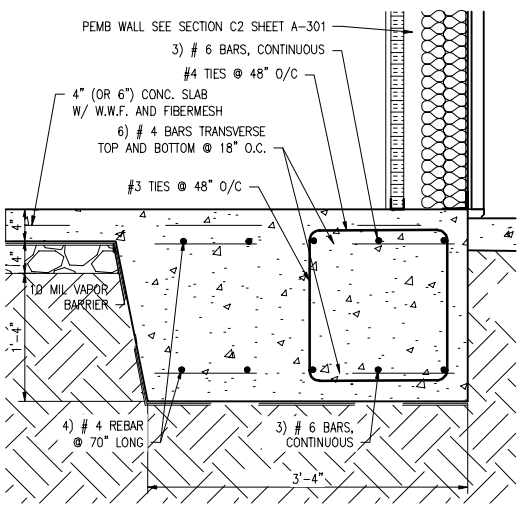 PEMB WALL SEE SECTION C2 SHEET A-301
3) # 6 BARS, CONTINUOUS
#4 TIES @ 48" O/C
4" (OR 6") CONC. SLAB
W/ W.W.F. AND FIBERMESH
6) # 4 BARS TRANSVERSE
TOP AND BOTTOM @ 18" O.C.
#3 TIES @ 48" O/C
4"
4"
10 MIL VAPOR
BARRIER
1'-4"
4) # 4 REBAR
@ 70" LONG
3) # 6 BARS,
CONTINUOUS
3'-4"